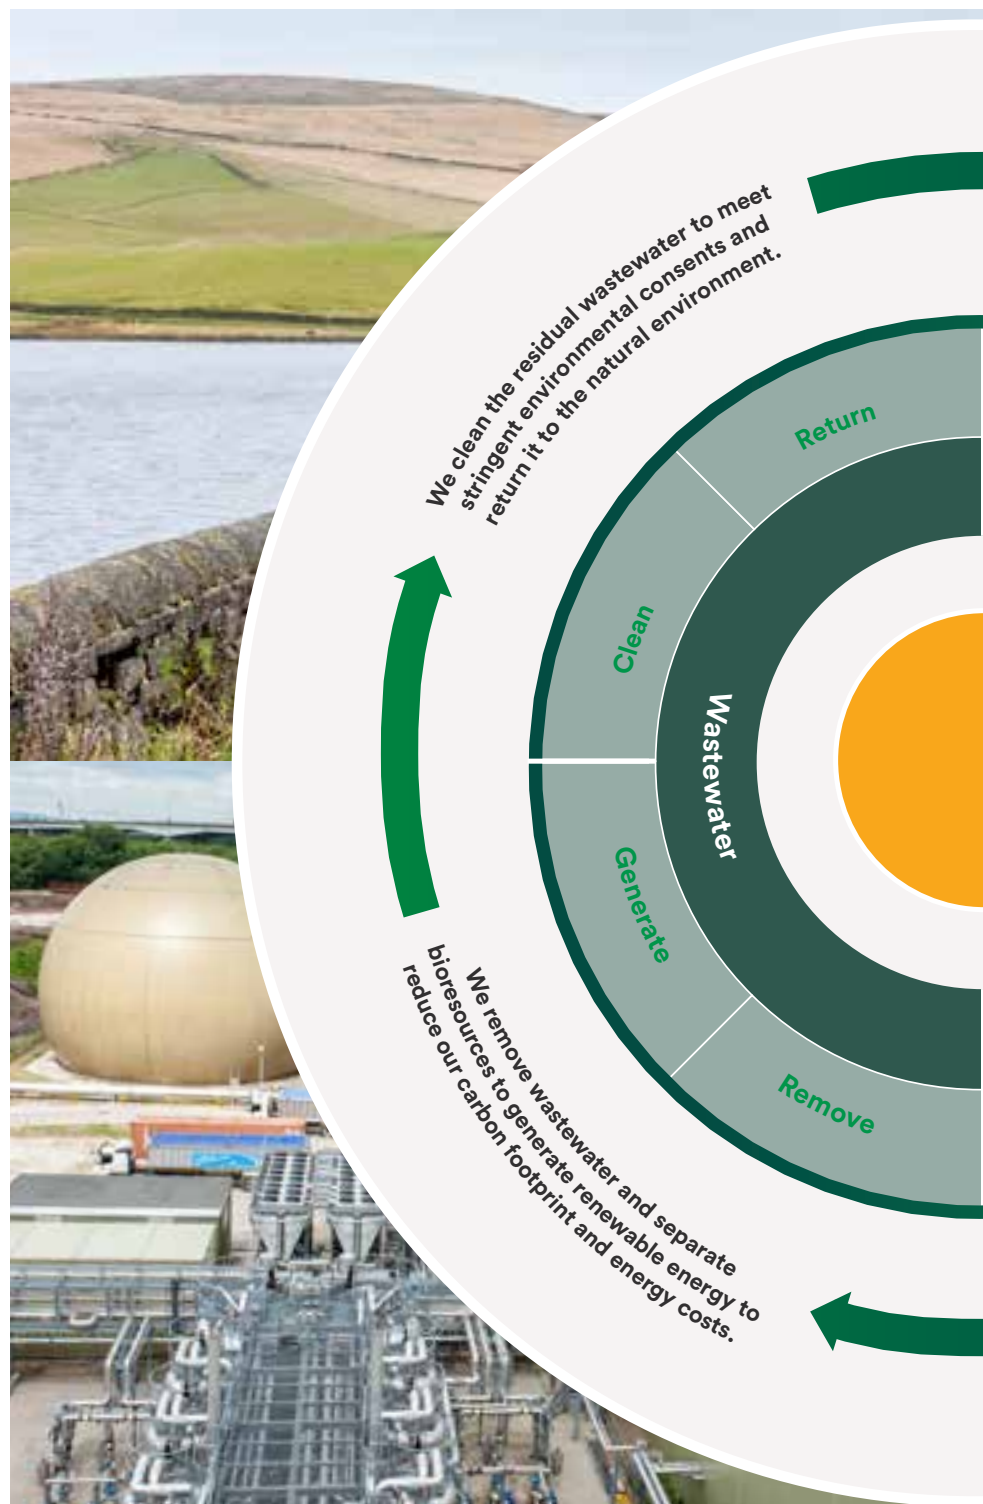 We clean the residual wastewater to meet
stringent environmental consents and
return it to the natural environment.
Return
Clean
Wastewater
Generate
Remove
We remove wastewater and separate
bioresources to generate renewable energy to
reduce our carbon footprint and energy costs.